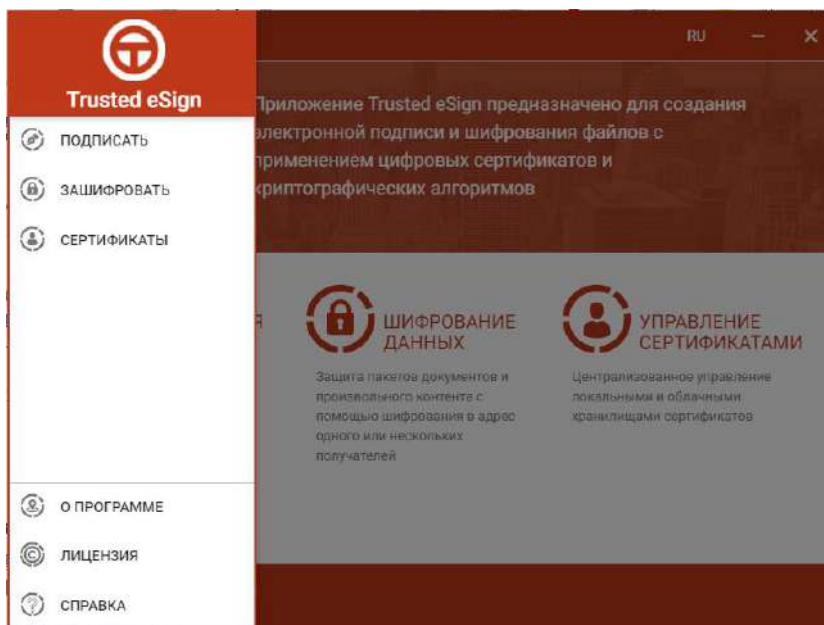 Trusted eSign
ПОДПИСАТЬ
ЗАШИФРОВАТЬ
СЕРТИФИКАТЫ
О ПРОГРАММЕ
ЛИЦЕНЗИЯ
СПРАВКА
RU
Приложение Trusted eSign предназначено для создания
электронной подписи и шифрования файлов с
применением цифровых сертификатов и
криптографических алгоритмов
Я
ШИФРОВАНИЕ
ДАННЫХ
Защита пакетов документов и
произвольного контента с
помощью шифрования в адрес
одного или нескольких
получателей
УПРАВЛЕНИЕ
СЕРТИФИКАТАМИ
Централизованное управление
локальными и облачными
хранилищами сертификатов